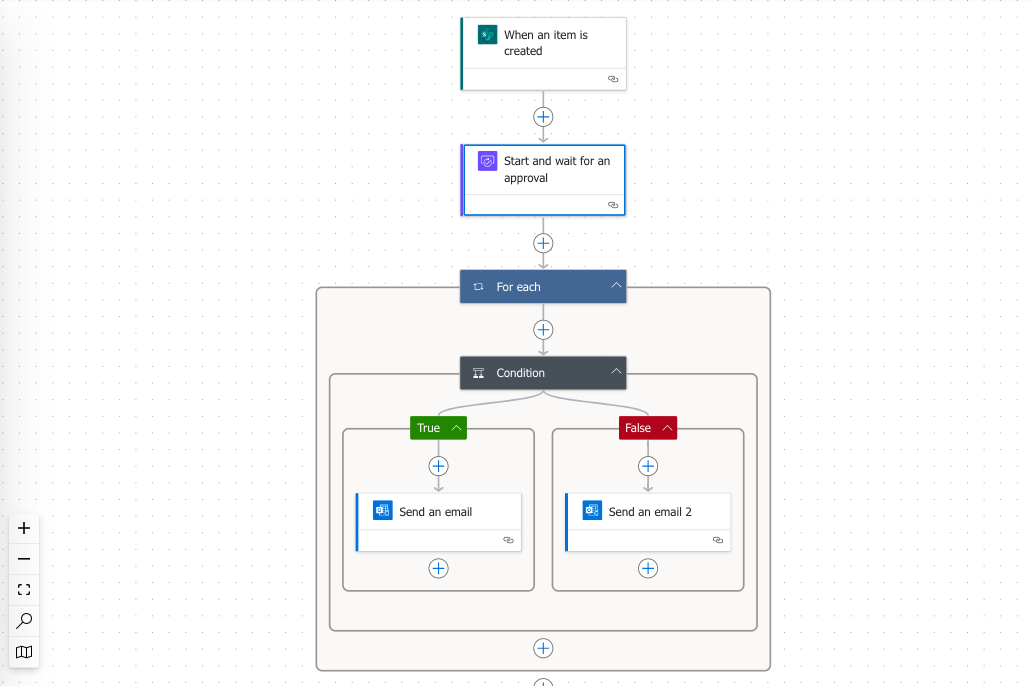 When an item is
created
Start and wait for an
approval
For each
Condition
True
False
Send an email
Send an email 2